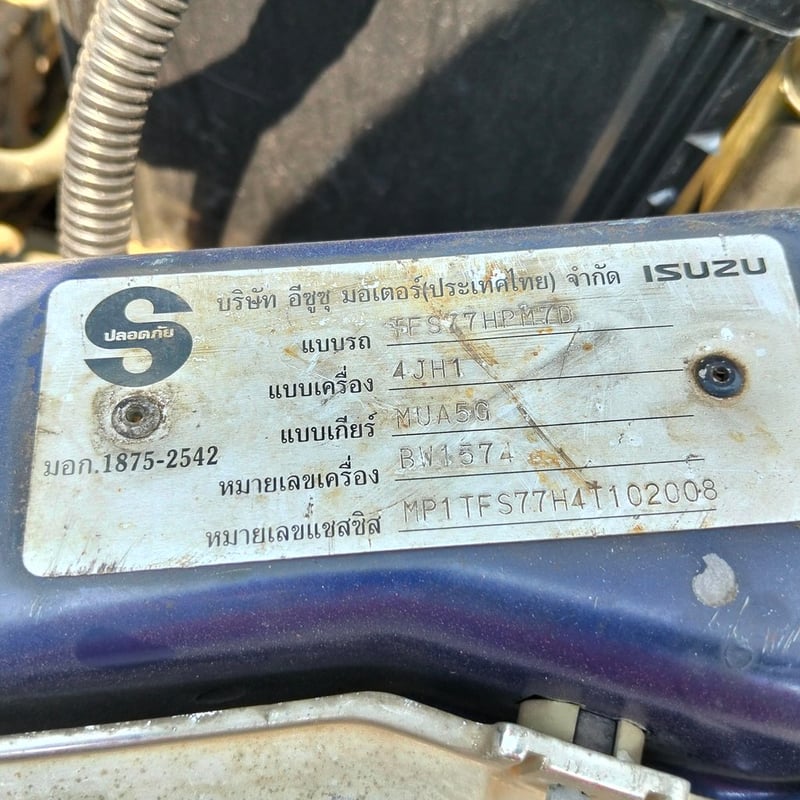 บริษัท อีซูซุ มอเตอร์(ประเทศไทย) จำกัด ISUZU
ปลอดภัย
แบบรถ TFS77HPM7D
แบบเครื่อง 4JH1
แบบเกียร์ MUA5G
มอก.1875-2542
หมายเลขเครื่อง BW1574
หมายเลขแชสซิส MP1TFS77H4T102008